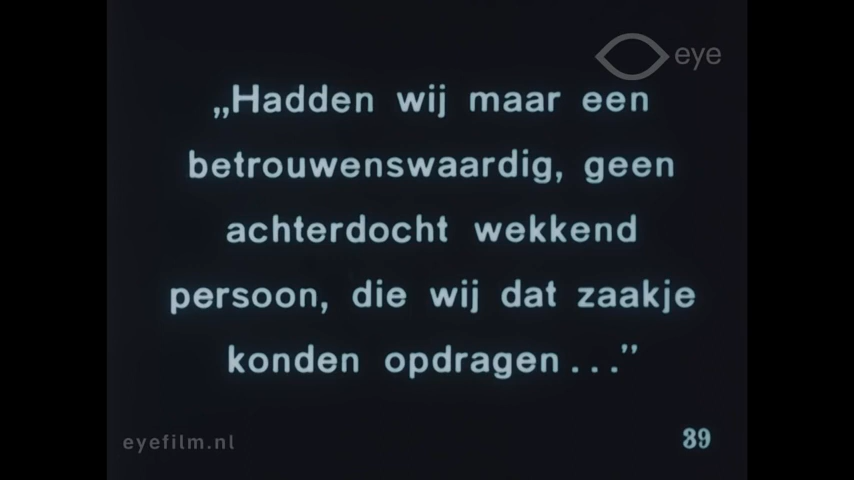 eye
„Hadden wij maar een
betrouwenswaardig, geen
achterdocht wekkend
persoon, die wij dat zaakje
konden opdragen..."
eyefilm.nl
39